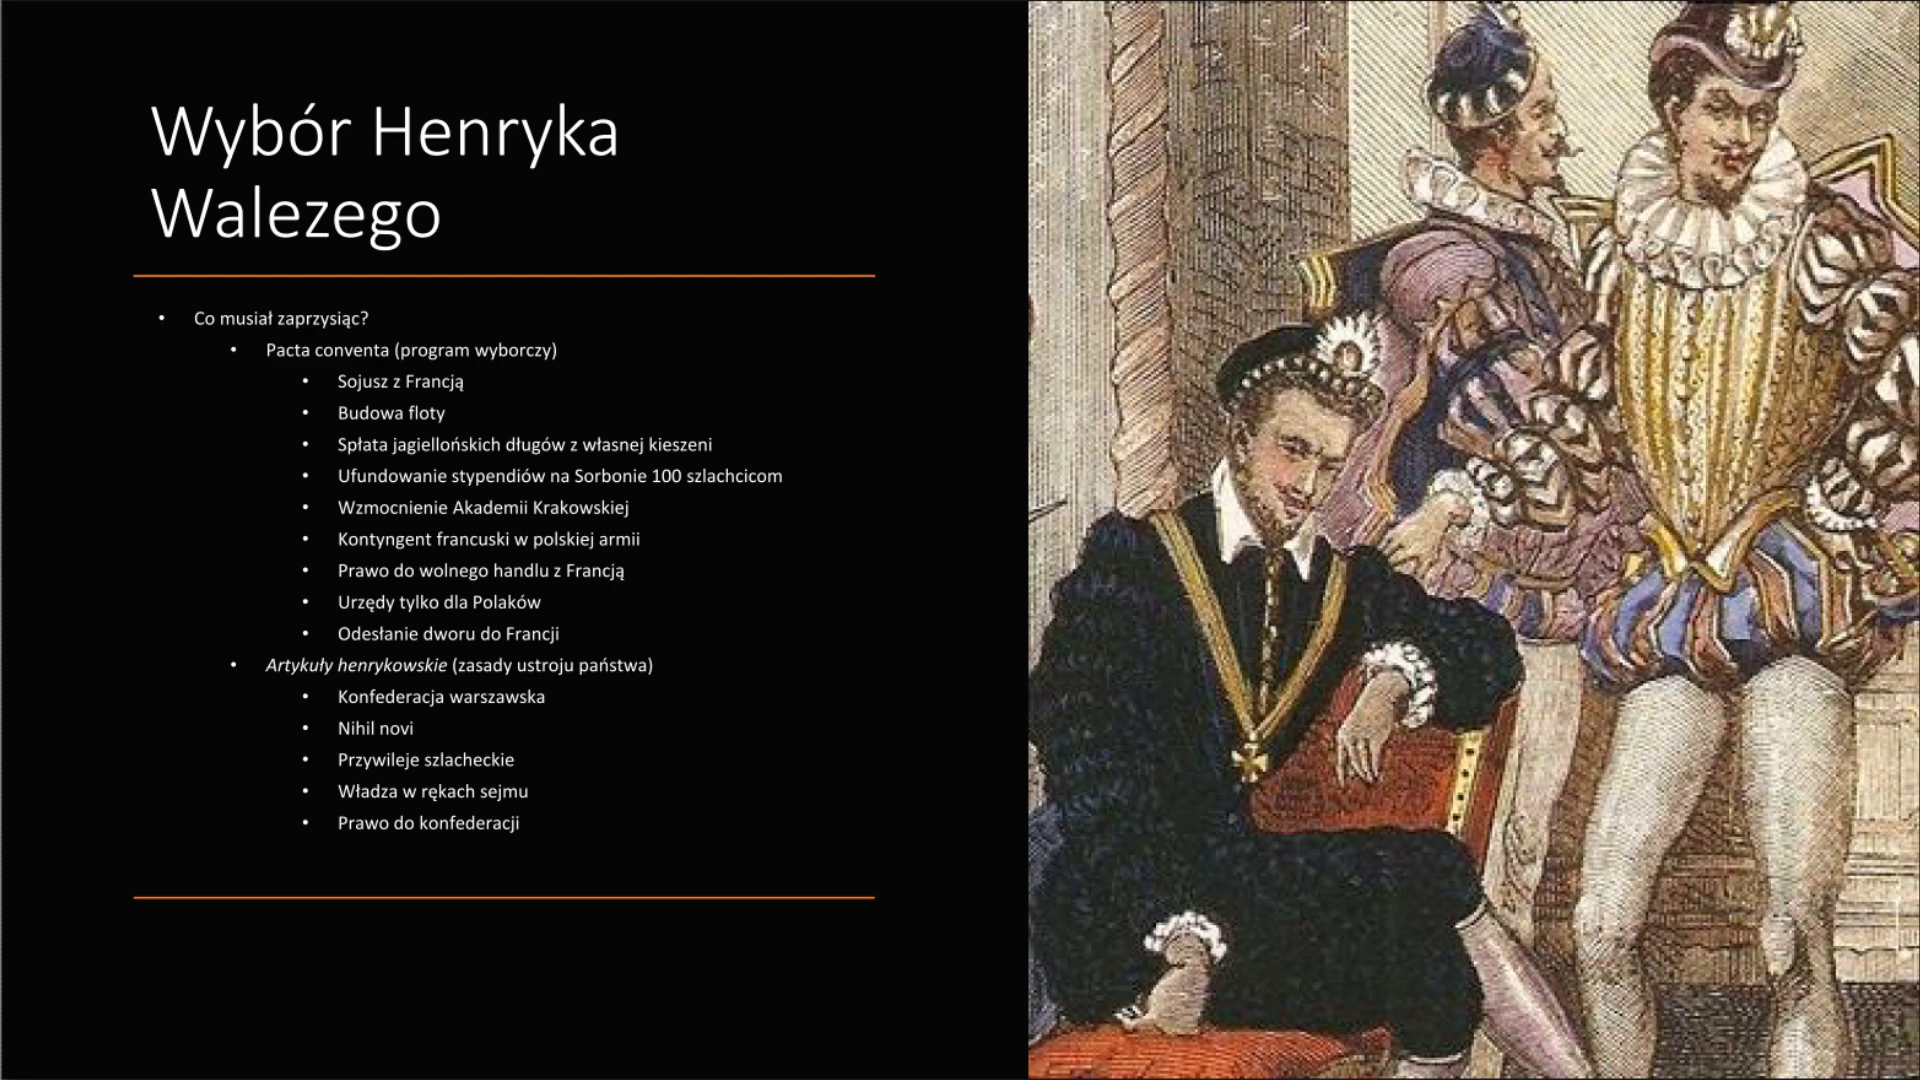 Wybór Henryka
Walezego
• Co musiał zaprzysiąc?
• Pacta conventa (program wyborczy)
• Sojusz z Francją
• Budowa floty
• Spłata jagiellońskich długów z własnej kieszeni
• Ufundowanie stypendiów na Sorbonie 100 szlachcicom
• Wzmocnienie Akademii Krakowskiej
• Kontyngent francuski w polskiej armii
• Prawo do wolnego handlu z Francją
• Urzędy tylko dla Polaków
• Odesłanie dworu do Francji
• Artykuły henrykowskie (zasady ustroju państwa)
• Konfederacja warszawska
• Nihil novi
• Przywileje szlacheckie
• Władza w rękach sejmu
• Prawo do konfederacji